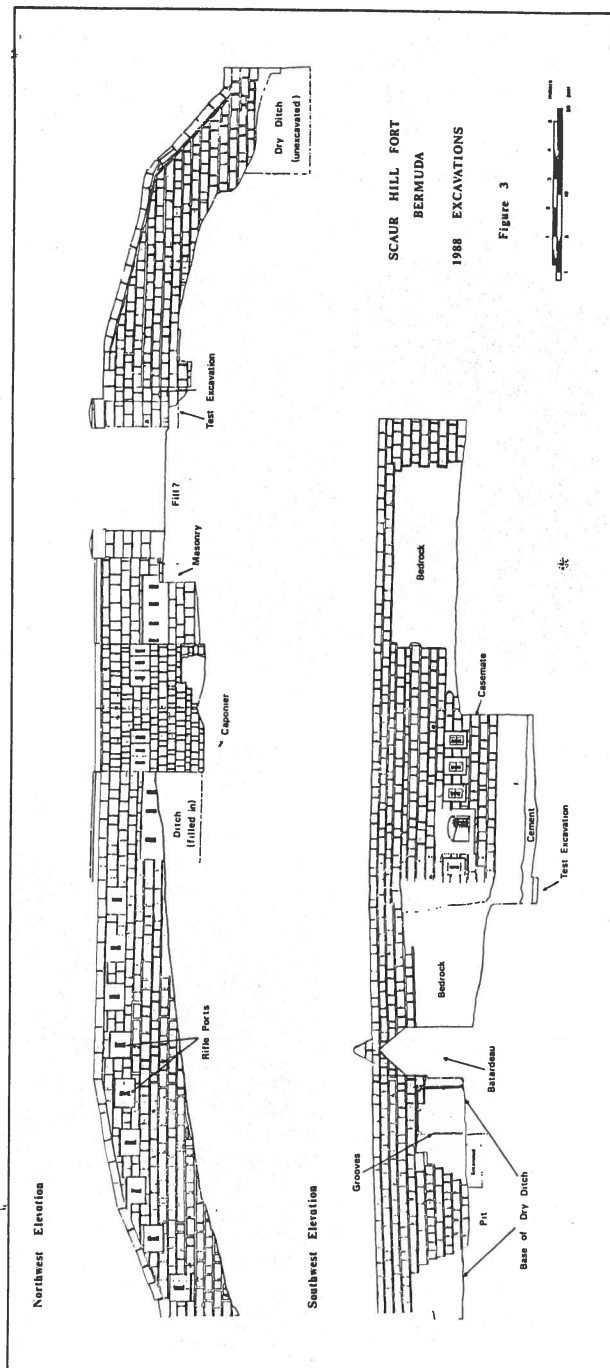 Northwest Elevation
Rifle Ports
Ditch
(filled in)
Caponier
Masonry
Fill?
Test Excavation
Dry Ditch
(unexcavated)
Southwest Elevation
Grooves
Pit
Base of Dry Ditch
Batardeau
Bedrock
Test Excavation
Cement
Casemate
Bedrock
SCAUR HILL FORT
BERMUDA
1988 EXCAVATIONS
Figure 3
meters
feet